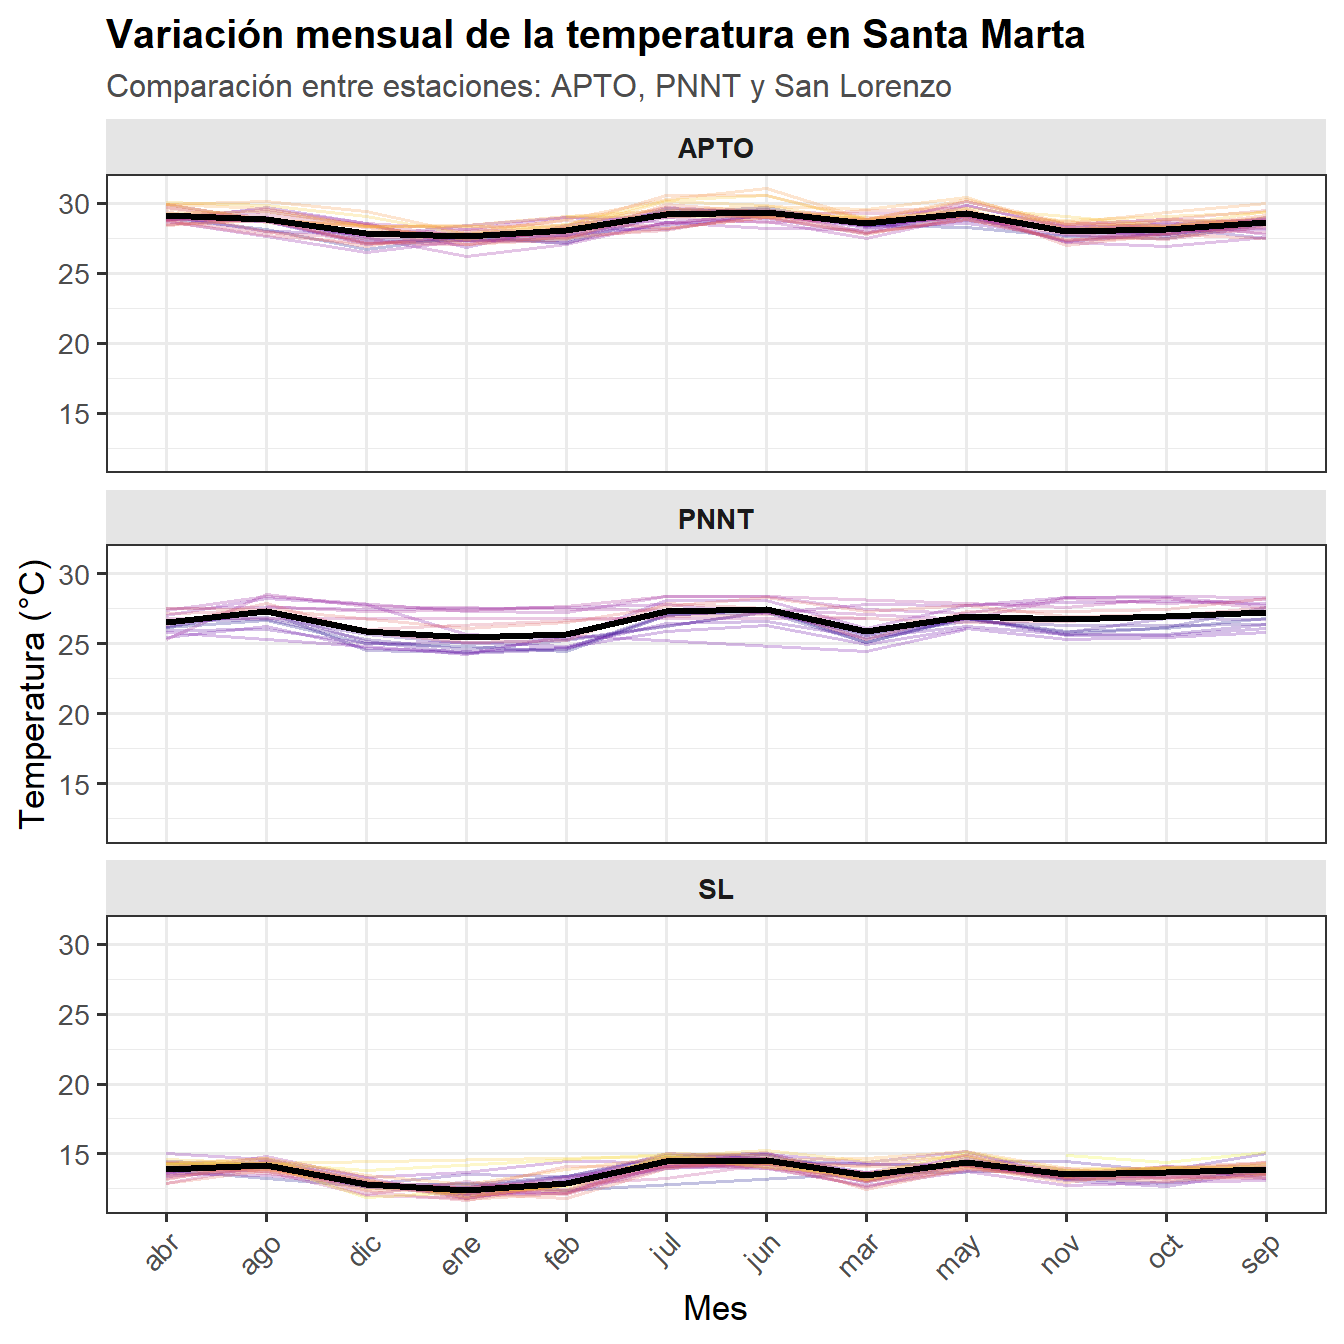 Variación mensual de la temperatura en Santa Marta
Comparación entre estaciones: APTO, PNNT y San Lorenzo
APTO
30
25
20
15
PNNT
30
25
20
15
SL
30
25
20
15
Temperatura (°C)
abr
ago
dic
ene
feb
jul
jun
mar
may
nov
oct
sep
Mes